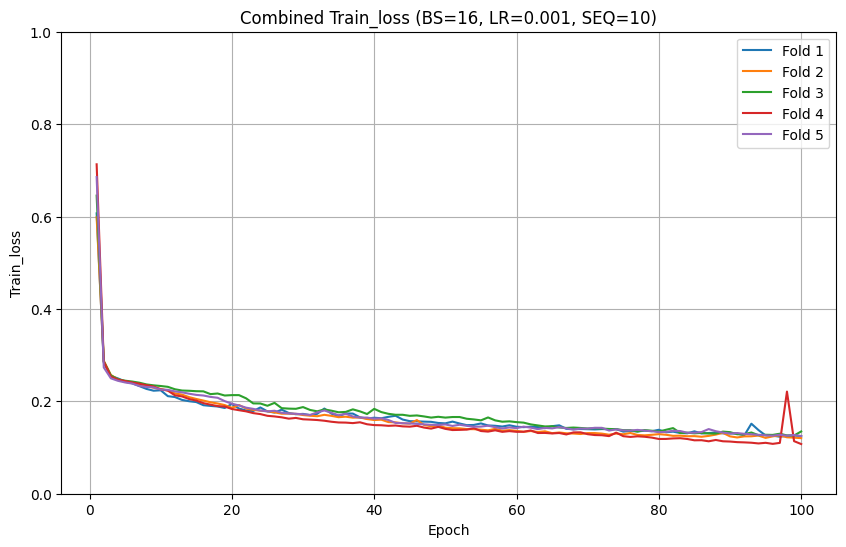 Combined Train_loss (BS=16, LR=0.001, SEQ=10)
1.0
0.8
0.6
0.4
0.2
0.0
Train_loss
0 20 40 60 80 100
Epoch
Fold 1
Fold 2
Fold 3
Fold 4
Fold 5